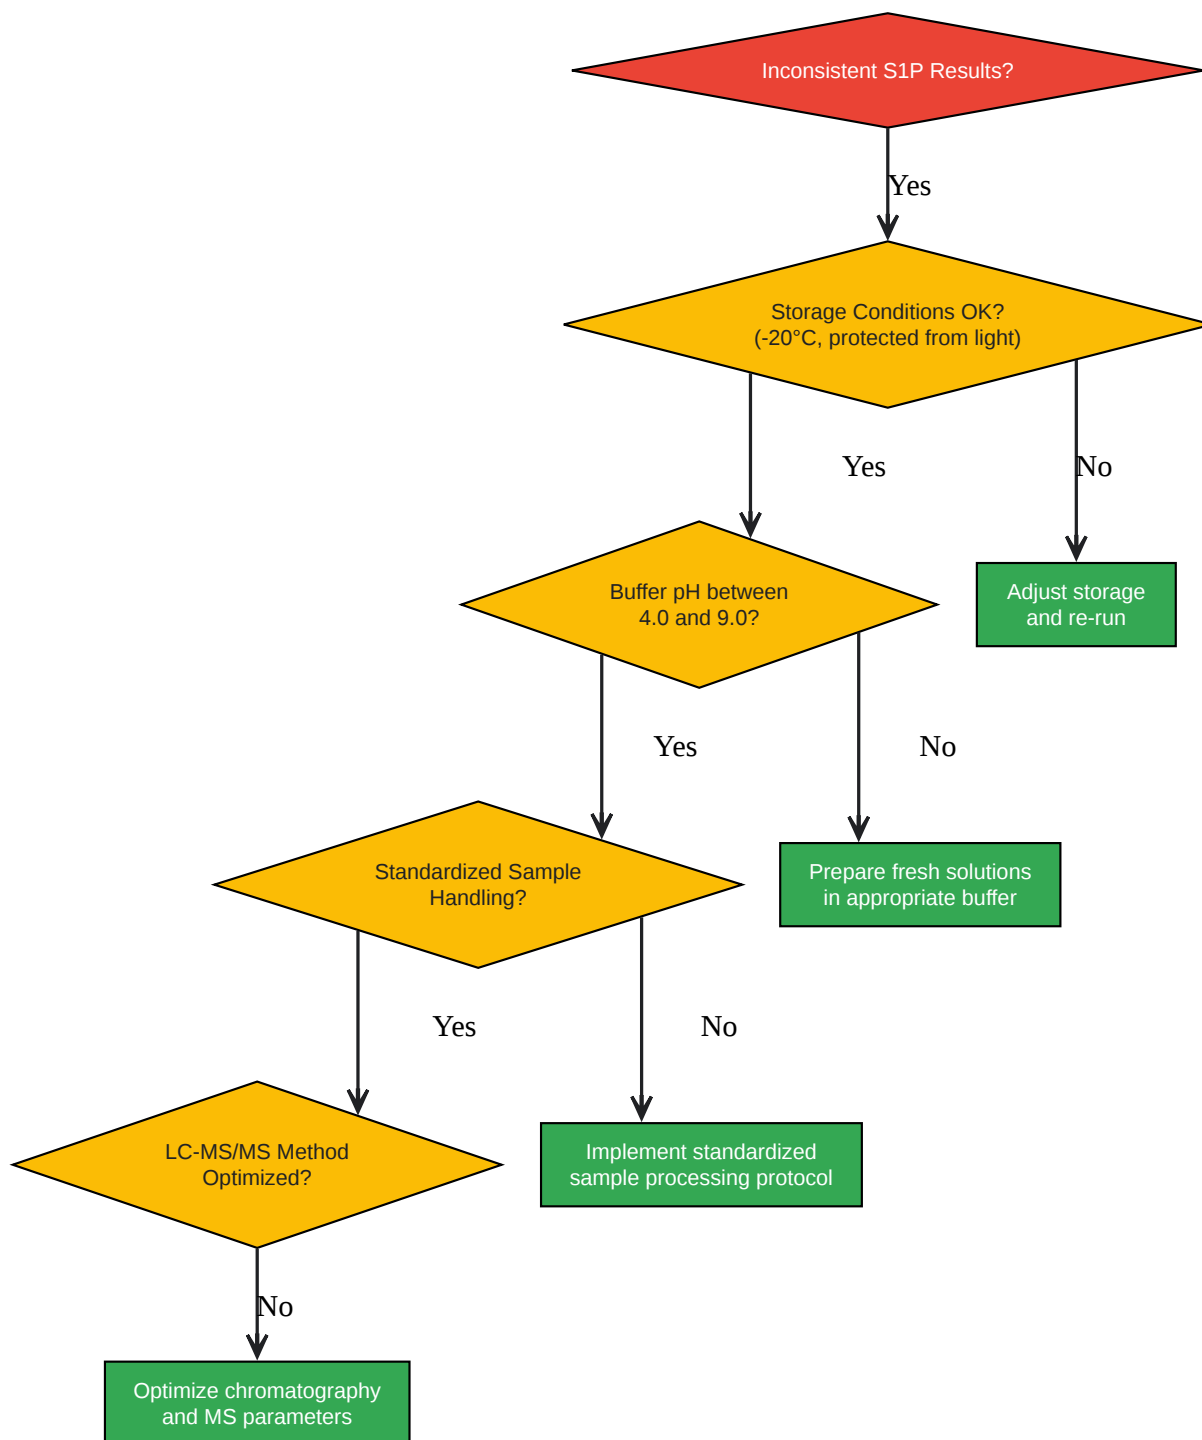 Inconsistent S1P Results?
Yes
Storage Conditions OK?
(-20°C, protected from light)
Yes
No
Buffer pH between
4.0 and 9.0?
Adjust storage
and re-run
Yes
No
Standardized Sample
Handling?
Prepare fresh solutions
in appropriate buffer
Yes
No
LC-MS/MS Method
Optimized?
Implement standardized
sample processing protocol
No
Optimize chromatography
and MS parameters